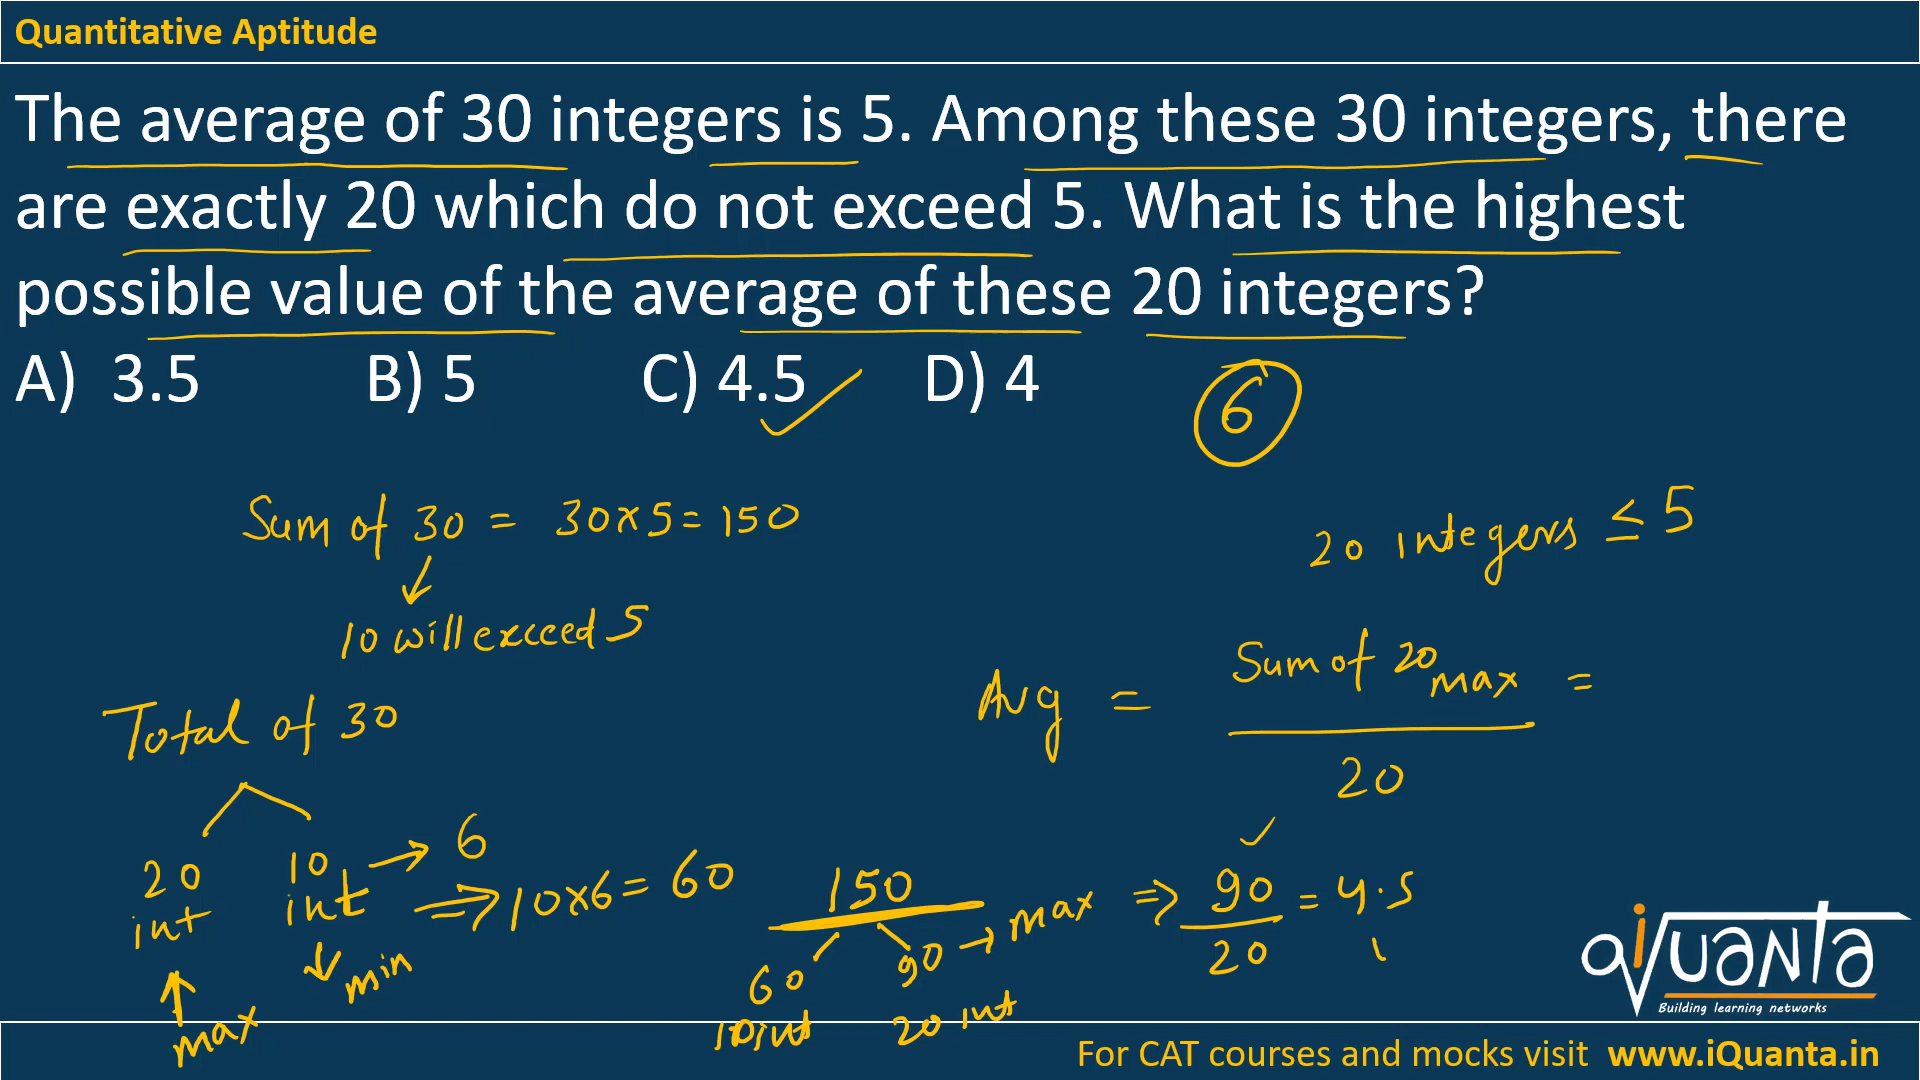 Quantitative Aptitude
The average of 30 integers is 5. Among these 30 integers, there
are exactly 20 which do not exceed 5. What is the highest
possible value of the average of these 20 integers?
A) 3.5 B) 5 C) 4.5 D) 4
6
Sum of 30 = 30×5=150
20 integers ≤ 5
10 will exceed 5
Avg = Sum of 20 max =
20
Total of 30
20 int
10 int → 6
⇒ 10×6 = 60
max
min
150
60
10 int
90 → max
20 int
⇒ 90 = 4.5
20
iQuanta
Building learning networks
For CAT courses and mocks visit www.iQuanta.in